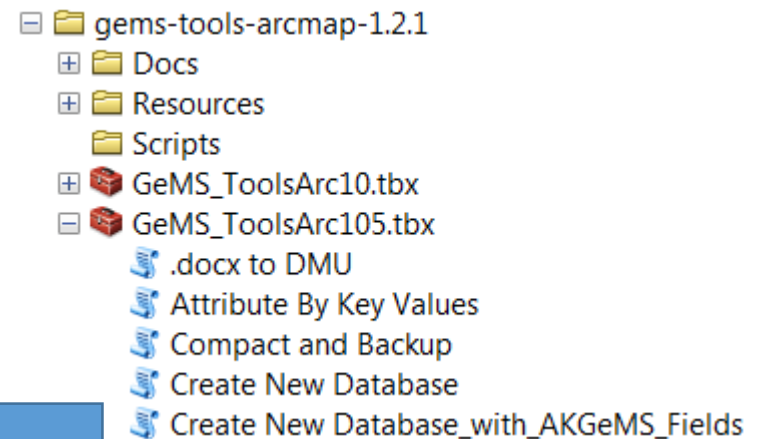 gems-tools-arcmap-1.2.1
Docs
Resources
Scripts
GeMS_ToolsArc10.tbx
GeMS_ToolsArc105.tbx
.docx to DMU
Attribute By Key Values
Compact and Backup
Create New Database
Create New Database_with_AKGeMS_Fields